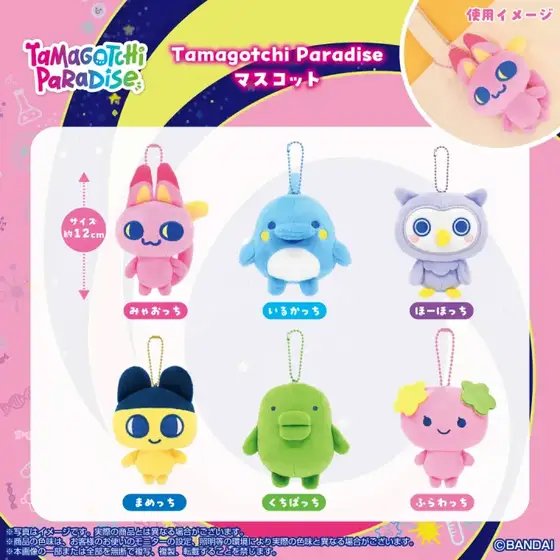 使用イメージ
TAMAGOTCHI
PARADISE
Tamagotchi Paradise
マスコット
サイズ
約12cm
みゃおっち
いるかっち
ほーほっち
まめっち
くちぱっち
ふらわっち
※写真はイメージです。実際の商品とは異なる場合がございます。
※商品の色味は、お客様のお使いのモニターの設定、照明等の環境により実際の色味と異なる場合がございます。
※本画像の一部または全部を無断で複写、複製、転載することを禁じます。
©BANDAI